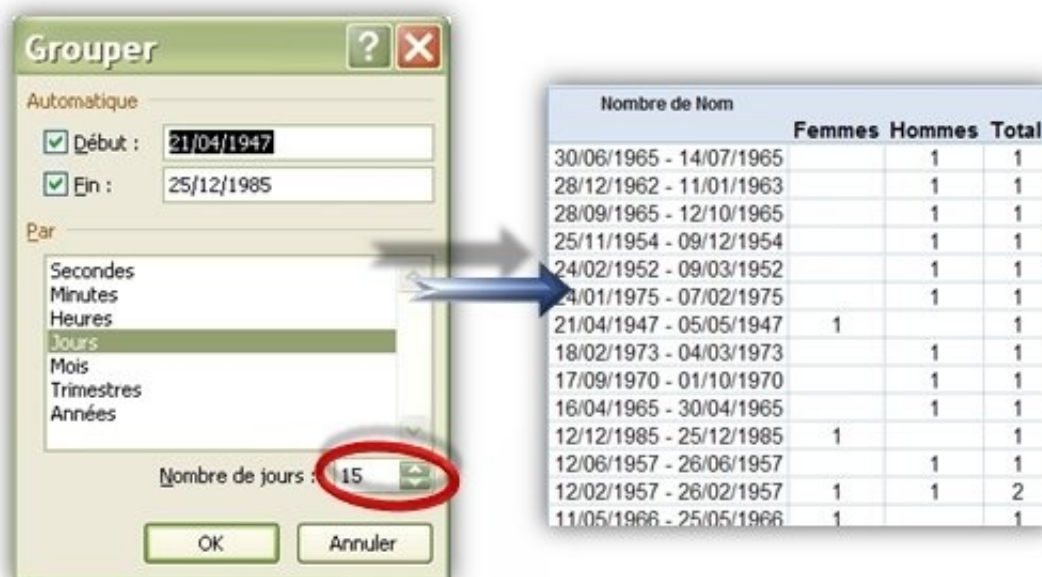 Grouper
Automatique
Début : 21/04/1947
Fin : 25/12/1985
Par
Secondes
Minutes
Heures
Jours
Mois
Trimestres
Années
Nombre de jours : 15
OK Annuler
Nombre de Nom
Femmes Hommes Total
30/06/1965 - 14/07/1965 1 1
28/12/1962 - 11/01/1963 1 1
28/09/1965 - 12/10/1965 1 1
25/11/1954 - 09/12/1954 1 1
24/02/1952 - 09/03/1952 1 1
24/01/1975 - 07/02/1975 1 1
21/04/1947 - 05/05/1947 1 1
18/02/1973 - 04/03/1973 1 1
17/09/1970 - 01/10/1970 1 1
16/04/1965 - 30/04/1965 1 1
12/12/1985 - 25/12/1985 1 1
12/06/1957 - 26/06/1957 1 1
12/02/1957 - 26/02/1957 1 1 2
11/05/1966 - 25/05/1966 1 1